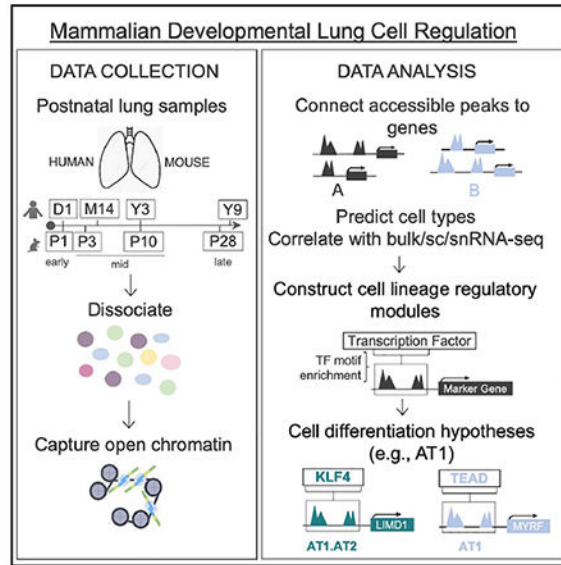 Mammalian Developmental Lung Cell Regulation
DATA COLLECTION
Postnatal lung samples
HUMAN
MOUSE
D1 M14 Y3 Y9
P1 P3 P10 P28
early mid late
Dissociate
Capture open chromatin
DATA ANALYSIS
Connect accessible peaks to
genes
A B
Predict cell types
Correlate with bulk/sc/snRNA-seq
Construct cell lineage regulatory
modules
Transcription Factor
TF motif
enrichment
Marker Gene
Cell differentiation hypotheses
(e.g., AT1)
KLF4 TEAD
LIMD1 MYRF
AT1.AT2 AT1